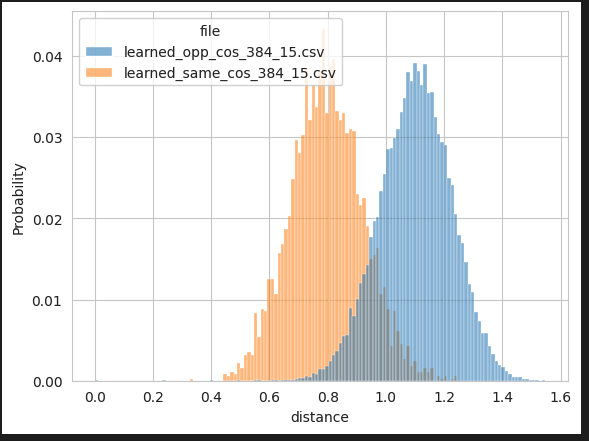 file
learned_opp_cos_384_15.csv
learned_same_cos_384_15.csv
Probability
0.04
0.03
0.02
0.01
0.00
0.0 0.2 0.4 0.6 0.8 1.0 1.2 1.4 1.6
distance